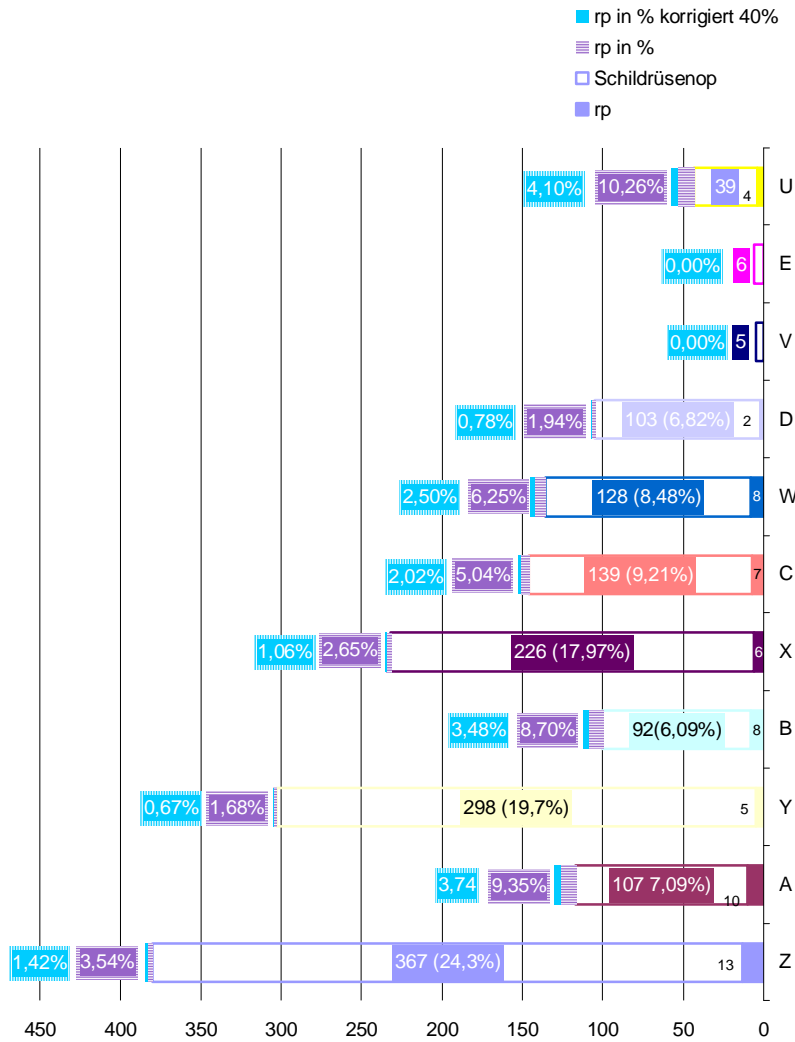 rp in % korrigiert 40%
rp in %
Schildrüsenop
rp
4,10% 10,26% 39 4 U
0,00% 6 E
0,00% 5 V
0,78% 1,94% 103 (6,82%) 2 D
2,50% 6,25% 128 (8,48%) 8 W
2,02% 5,04% 139 (9,21%) 7 C
1,06% 2,65% 226 (17,97%) 6 X
3,48% 8,70% 92(6,09%) 8 B
0,67% 1,68% 298 (19,7%) 5 Y
3,74 9,35% 107 7,09%) 10 A
1,42% 3,54% 367 (24,3%) 13 Z
450 400 350 300 250 200 150 100 50 0